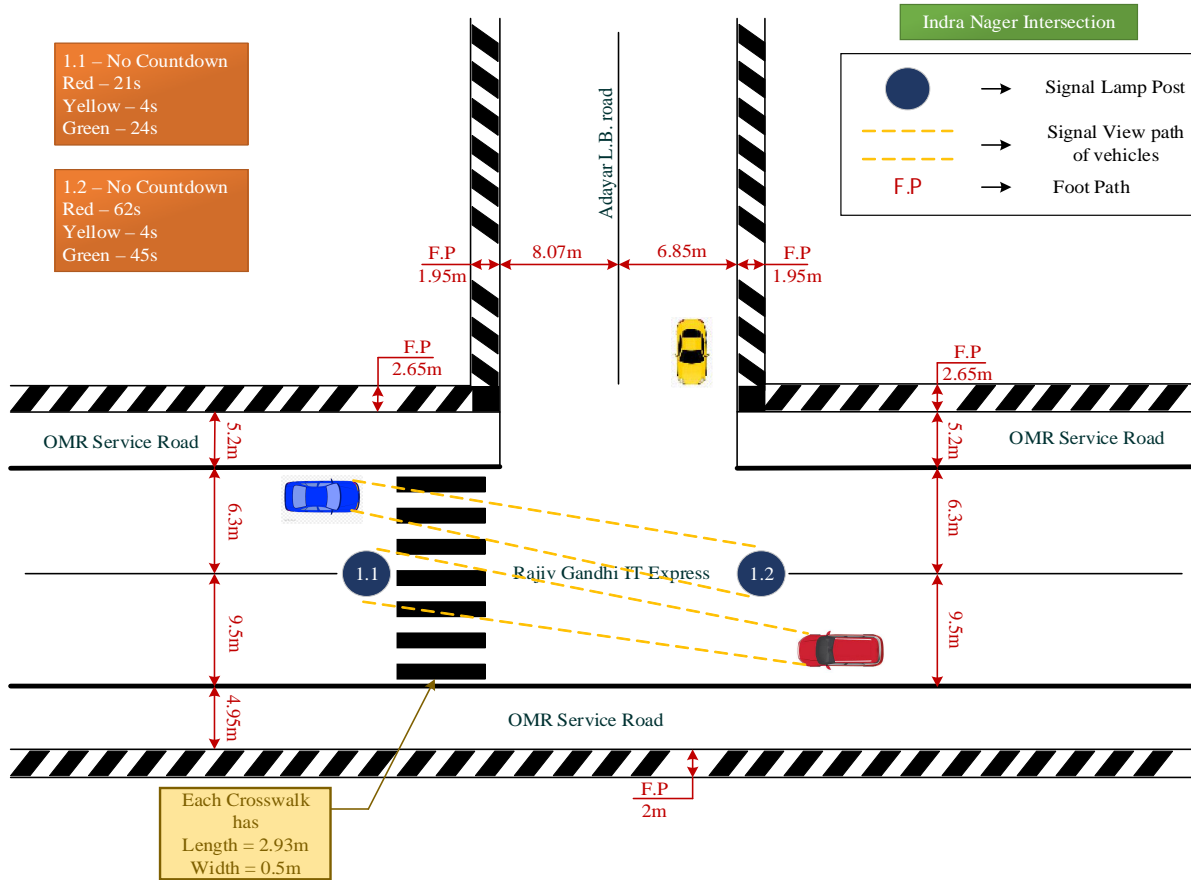 Indra Nager Intersection
1.1 – No Countdown
Red – 21s
Yellow – 4s
Green – 24s
1.2 – No Countdown
Red – 62s
Yellow – 4s
Green – 45s
Signal Lamp Post
Signal View path
of vehicles
F.P
Foot Path
Adayar L.B. road
F.P
1.95m
8.07m
6.85m
F.P
1.95m
F.P
2.65m
F.P
2.65m
OMR Service Road
5.2m
5.2m
OMR Service Road
6.3m
6.3m
1.1
Rajiv Gandhi IT Express
1.2
9.5m
9.5m
4.95m
OMR Service Road
F.P
2m
Each Crosswalk
has
Length = 2.93m
Width = 0.5m